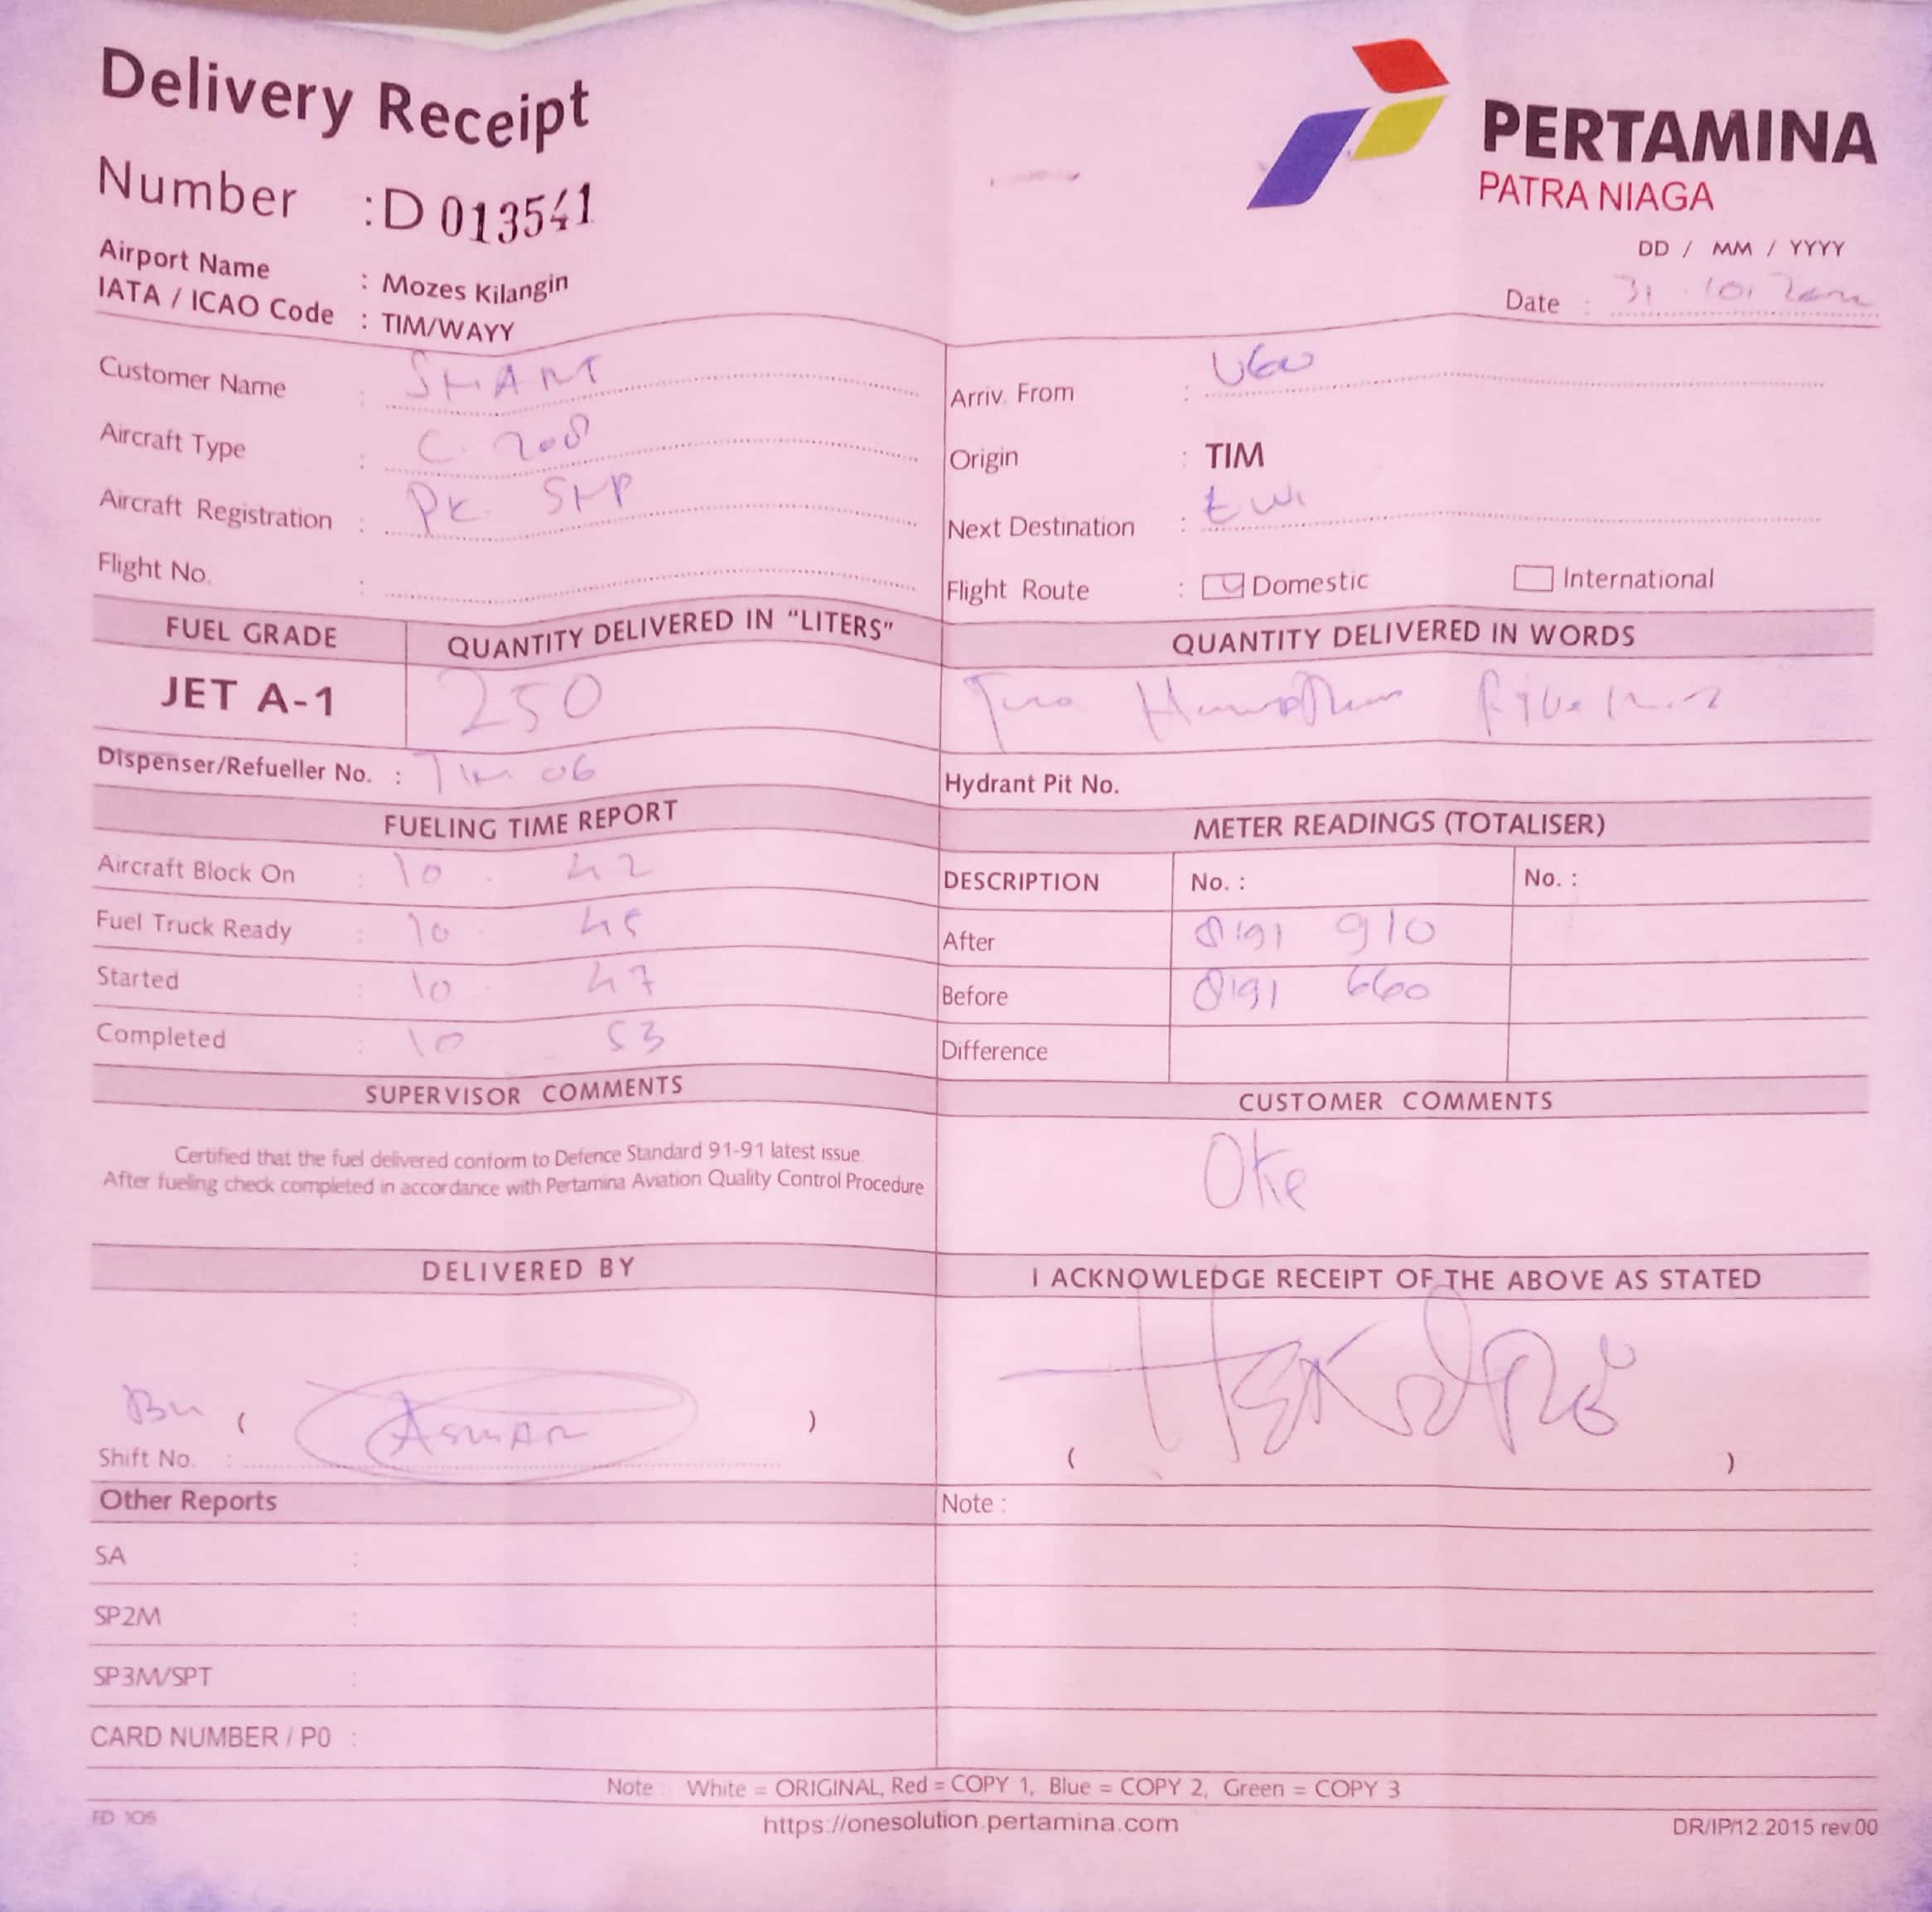 Delivery Receipt
PERTAMINA
PATRA NIAGA
Number : D 013541
DD / MM / YYYY
Airport Name : Mozes Kilangin
Date : 31 . 10.
IATA / ICAO Code : TIM/WAYY
Customer Name : SMART
Arriv. From :
Aircraft Type : C. 208
Origin : TIM
Aircraft Registration : PK. SHP
Next Destination :
Flight No. :
Flight Route : Domestic International
FUEL GRADE QUANTITY DELIVERED IN "LITERS" QUANTITY DELIVERED IN WORDS
JET A-1 250 Two
Dispenser/Refueller No. : TIM 06 Hydrant Pit No.
FUELING TIME REPORT METER READINGS (TOTALISER)
Aircraft Block On : 10 . 42 DESCRIPTION No. : No. :
Fuel Truck Ready : 10 . 45 After 8191 910
Started : 10 . 47 Before 8191 660
Completed : 10 53 Difference
SUPERVISOR COMMENTS CUSTOMER COMMENTS
Certified that the fuel delivered conform to Defence Standard 91-91 latest issue.
After fueling check completed in accordance with Pertamina Aviation Quality Control Procedure
Oke
DELIVERED BY I ACKNOWLEDGE RECEIPT OF THE ABOVE AS STATED
( ASMAN )
Shift No. : ( )
Other Reports Note :
SA :
SP2M :
SP3M/SPT :
CARD NUMBER / P0 :
Note : White = ORIGINAL, Red = COPY 1, Blue = COPY 2, Green = COPY 3
FD 105 https://onesolution.pertamina.com DR/IP/12.2015 rev.00